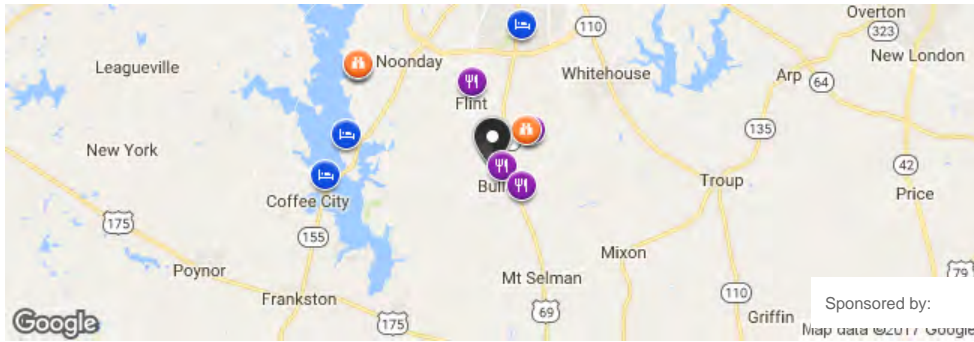 Overton
110
323
Leagueville
Noonday
New London
Whitehouse
Arp
64
Flint
135
New York
42
Troup
Coffee City
Price
175
155
Mixon
Poynor
Mt Selman
79
Frankston
110
69
Griffin
175
Sponsored by:
Google
Map data ©2017 Google